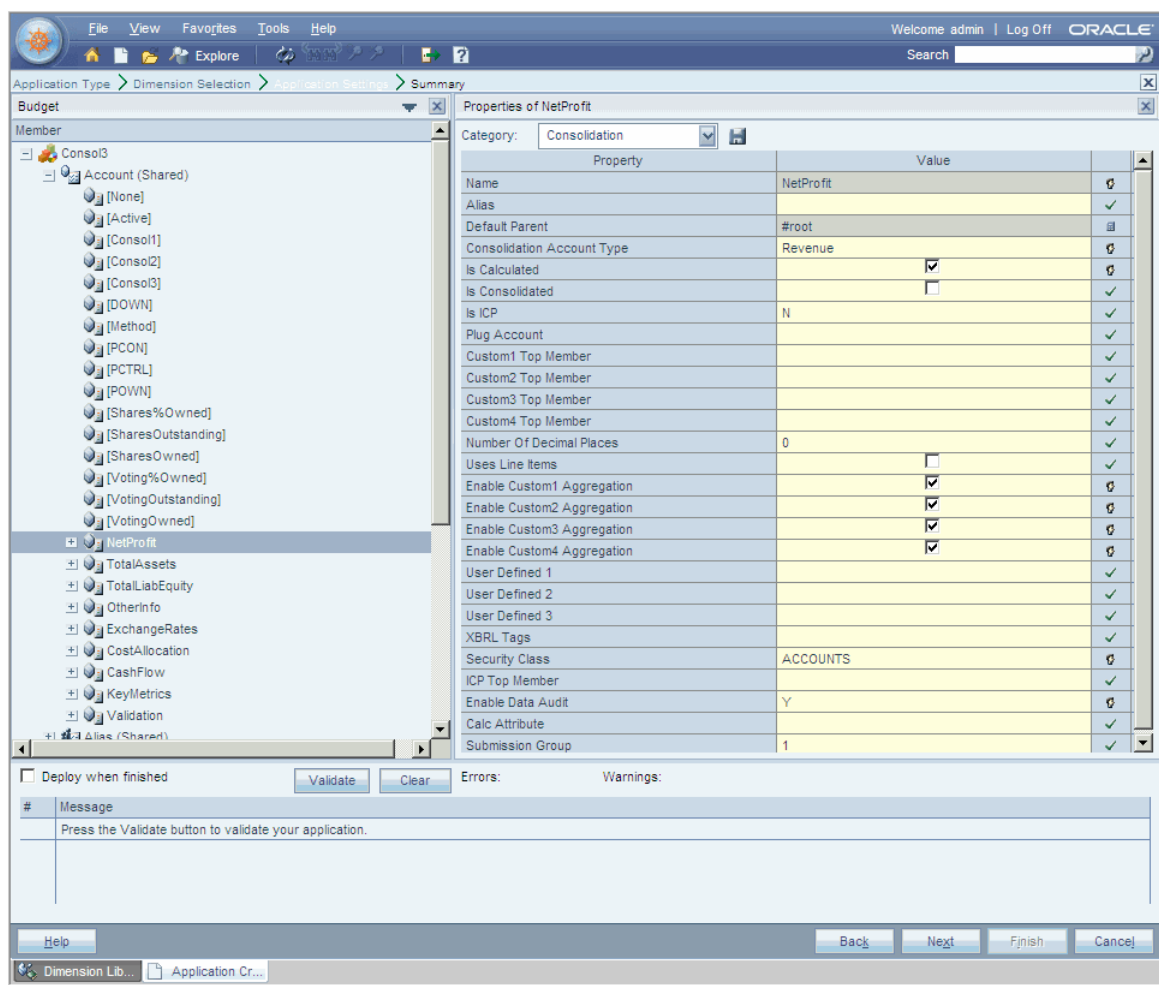 File View Favorites Tools Help Welcome admin | Log Off ORACLE
Explore Search
Application Type Dimension Selection Application Settings Summary
Budget
Member
Consol3
Account (Shared)
[None]
[Active]
[Consol1]
[Consol2]
[Consol3]
[DOWN]
[Method]
[PCON]
[PCTRL]
[POWN]
[Shares%Owned]
[SharesOutstanding]
[SharesOwned]
[Voting%Owned]
[VotingOutstanding]
[VotingOwned]
NetProfit
TotalAssets
TotalLiabEquity
OtherInfo
ExchangeRates
CostAllocation
CashFlow
KeyMetrics
Validation
Alias (Shared)
Properties of NetProfit
Category: Consolidation
Property Value
Name NetProfit
Alias
Default Parent #root
Consolidation Account Type Revenue
Is Calculated
Is Consolidated
Is ICP N
Plug Account
Custom1 Top Member
Custom2 Top Member
Custom3 Top Member
Custom4 Top Member
Number Of Decimal Places 0
Uses Line Items
Enable Custom1 Aggregation
Enable Custom2 Aggregation
Enable Custom3 Aggregation
Enable Custom4 Aggregation
User Defined 1
User Defined 2
User Defined 3
XBRL Tags
Security Class ACCOUNTS
ICP Top Member
Enable Data Audit Y
Calc Attribute
Submission Group 1
Deploy when finished Validate Clear Errors: Warnings:
# Message
Press the Validate button to validate your application.
Help Back Next Finish Cancel
Dimension Lib... Application Cr...